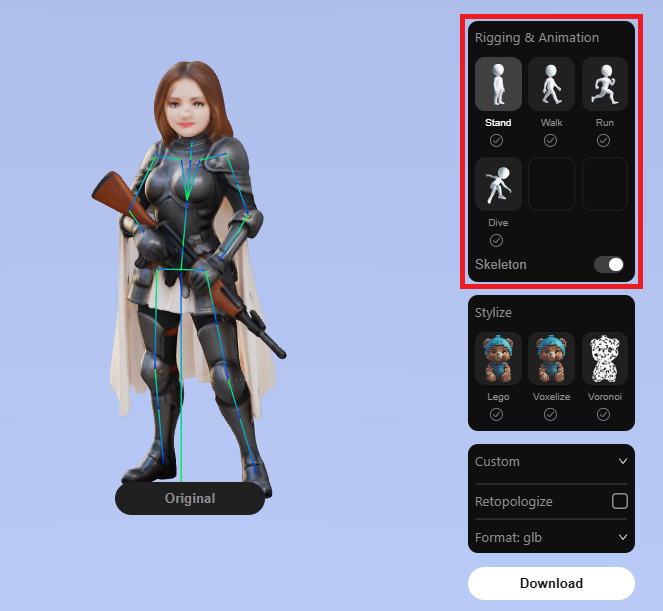 Rigging & Animation
Stand Walk Run
Dive
Skeleton
Stylize
Lego Voxelize Voronoi
Custom
Retopologize
Format: glb
Download
Original